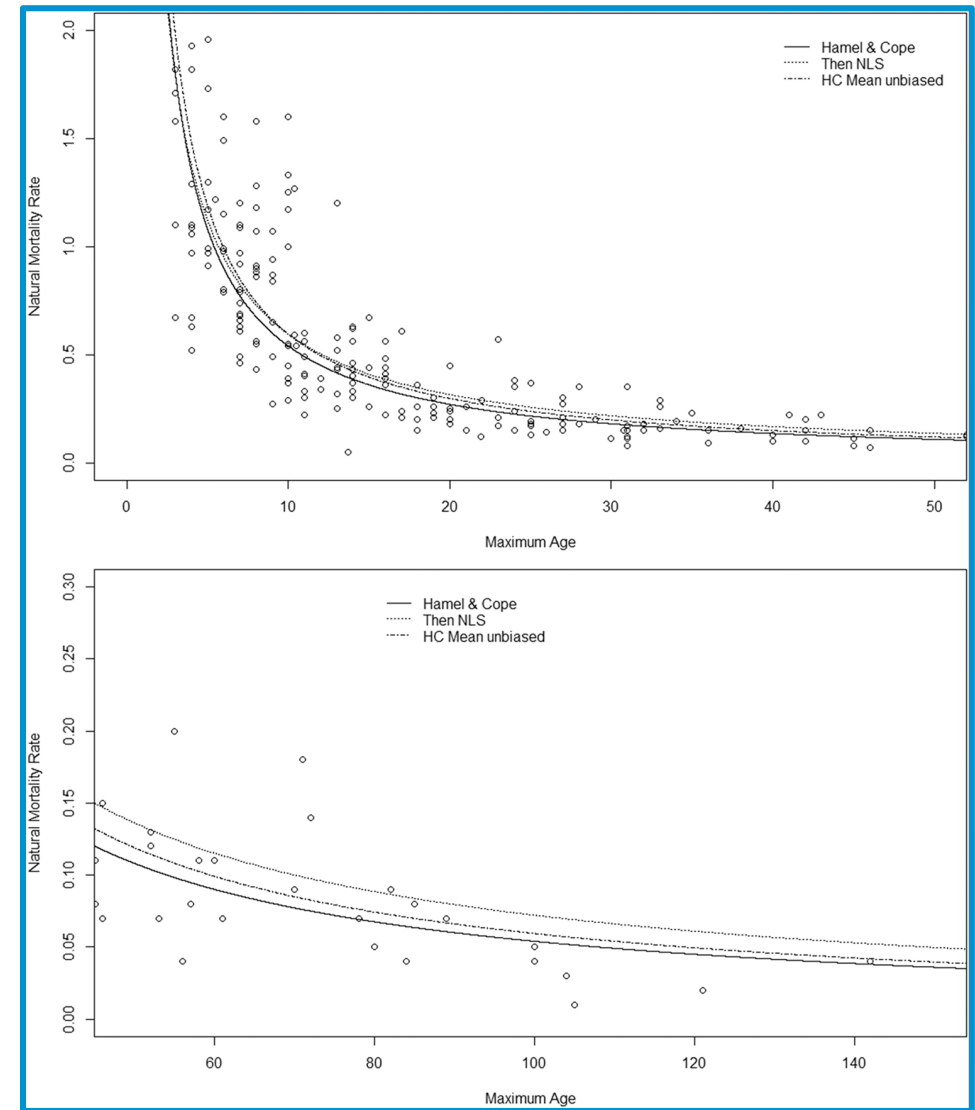 2.0
1.5
1.0
0.5
0.0
Natural Mortality Rate
Hamel & Cope
Then NLS
HC Mean unbiased
0 10 20 30 40 50
Maximum Age
0.30
0.25
0.20
0.15
0.10
0.05
0.00
Natural Mortality Rate
Hamel & Cope
Then NLS
HC Mean unbiased
60 80 100 120 140
Maximum Age